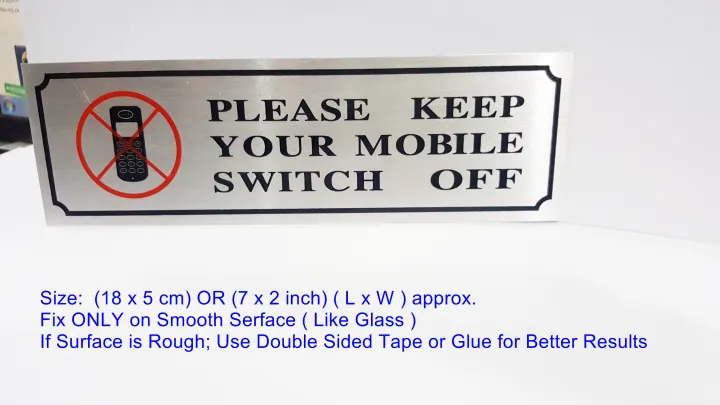 PLEASE KEEP
YOUR MOBILE
SWITCH OFF
Size: (18 x 5 cm) OR (7 x 2 inch) ( L x W ) approx.
Fix ONLY on Smooth Serface ( Like Glass )
If Surface is Rough; Use Double Sided Tape or Glue for Better Results